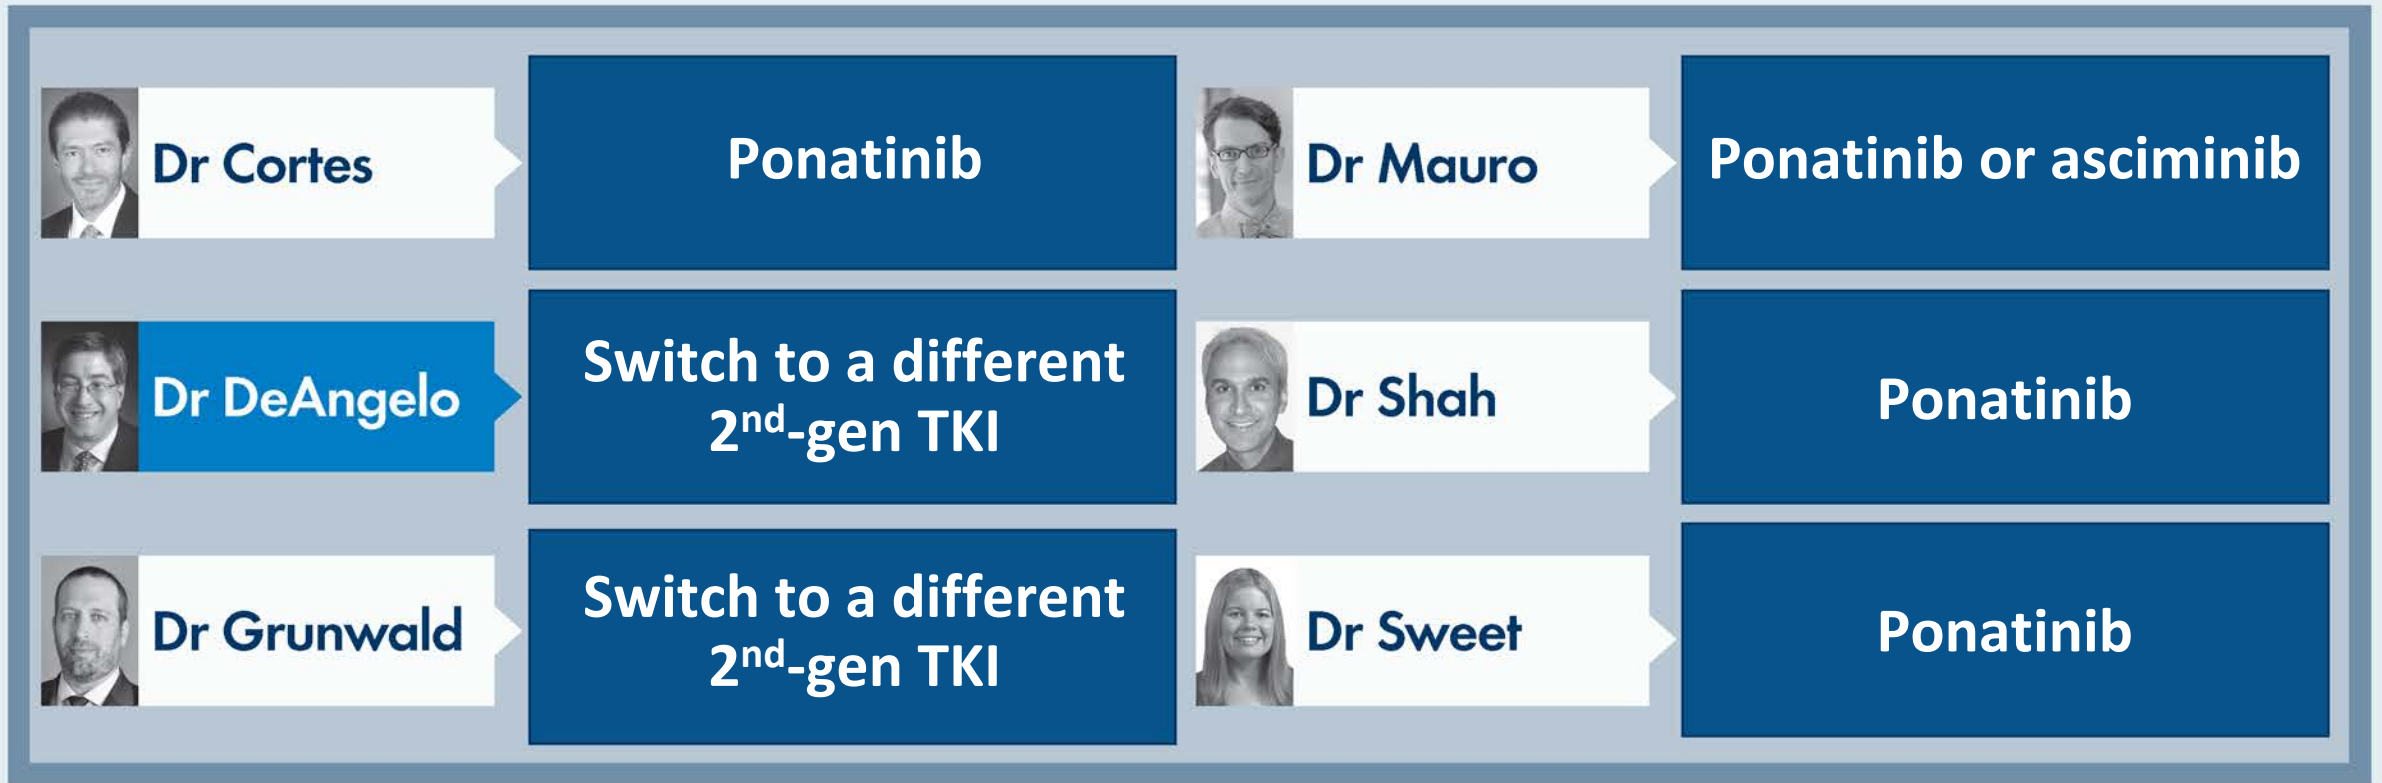 Dr Cortes
Ponatinib
Dr Mauro
Ponatinib or asciminib
Dr DeAngelo
Switch to a different
2nd-gen TKI
Dr Shah
Ponatinib
Dr Grunwald
Switch to a different
2nd-gen TKI
Dr Sweet
Ponatinib